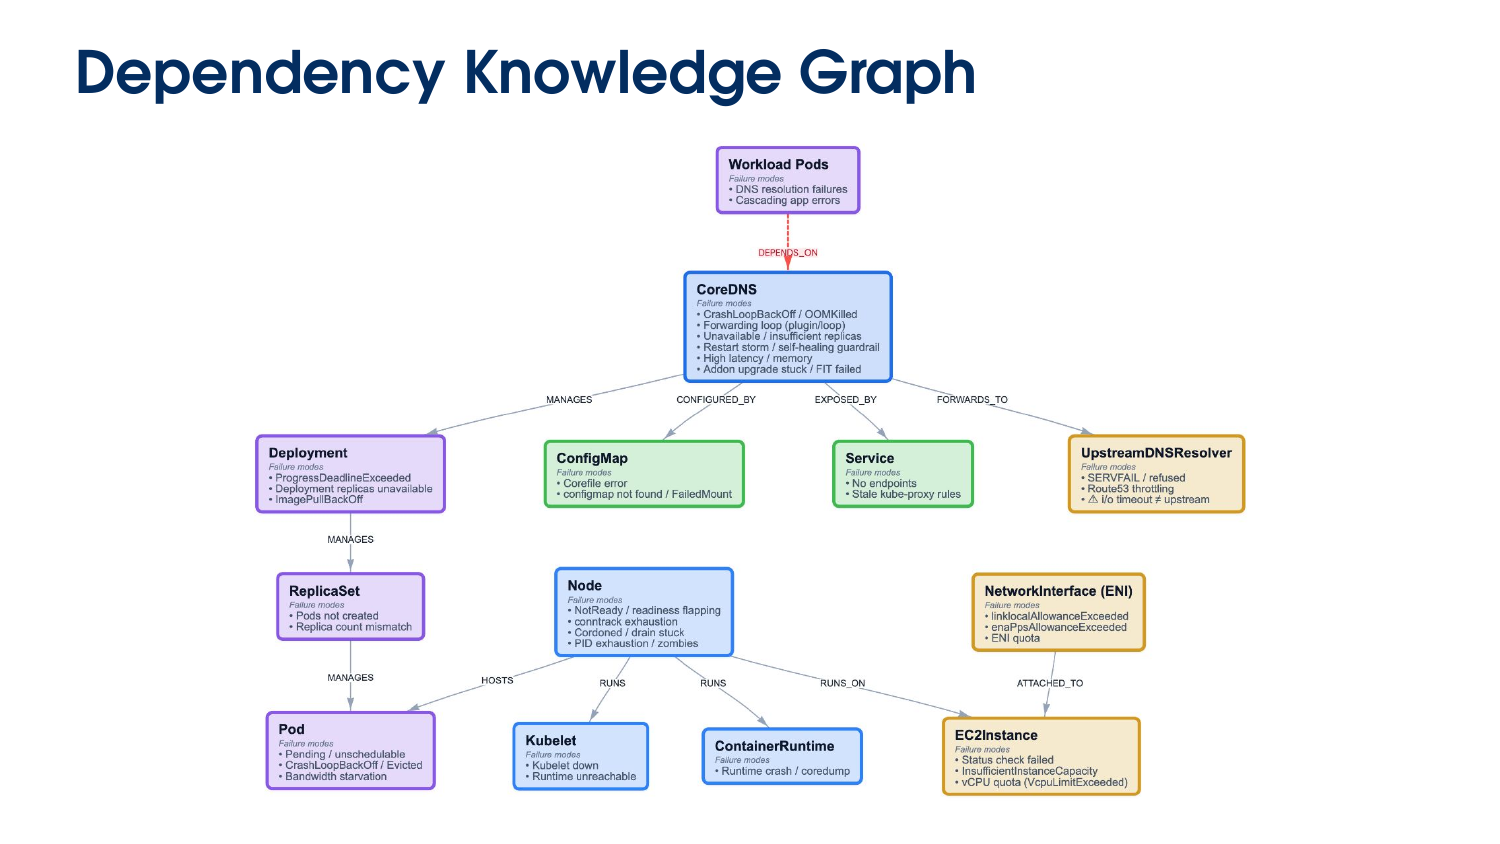 Dependency Knowledge Graph
Workload Pods
Failure modes
• DNS resolution failures
• Cascading app errors
DEPENDS_ON
CoreDNS
Failure modes
• CrashLoopBackOff / OOMKilled
• Forwarding loop (plugin/loop)
• Unavailable / insufficient replicas
• Restart storm / self-healing guardrail
• High latency / memory
• Addon upgrade stuck / FIT failed
MANAGES
CONFIGURED_BY
EXPOSED_BY
FORWARDS_TO
Deployment
Failure modes
• ProgressDeadlineExceeded
• Deployment replicas unavailable
• ImagePullBackOff
ConfigMap
Failure modes
• Corefile error
• configmap not found / FailedMount
Service
Failure modes
• No endpoints
• Stale kube-proxy rules
UpstreamDNSResolver
Failure modes
• SERVFAIL / refused
• Route53 throttling
• ⚠ i/o timeout ≠ upstream
MANAGES
ReplicaSet
Failure modes
• Pods not created
• Replica count mismatch
Node
Failure modes
• NotReady / readiness flapping
• conntrack exhaustion
• Cordoned / drain stuck
• PID exhaustion / zombies
NetworkInterface (ENI)
Failure modes
• linklocalAllowanceExceeded
• enaPpsAllowanceExceeded
• ENI quota
MANAGES
HOSTS
RUNS
RUNS
RUNS_ON
ATTACHED_TO
Pod
Failure modes
• Pending / unschedulable
• CrashLoopBackOff / Evicted
• Bandwidth starvation
Kubelet
Failure modes
• Kubelet down
• Runtime unreachable
ContainerRuntime
Failure modes
• Runtime crash / coredump
EC2Instance
Failure modes
• Status check failed
• InsufficientInstanceCapacity
• vCPU quota (VcpuLimitExceeded)